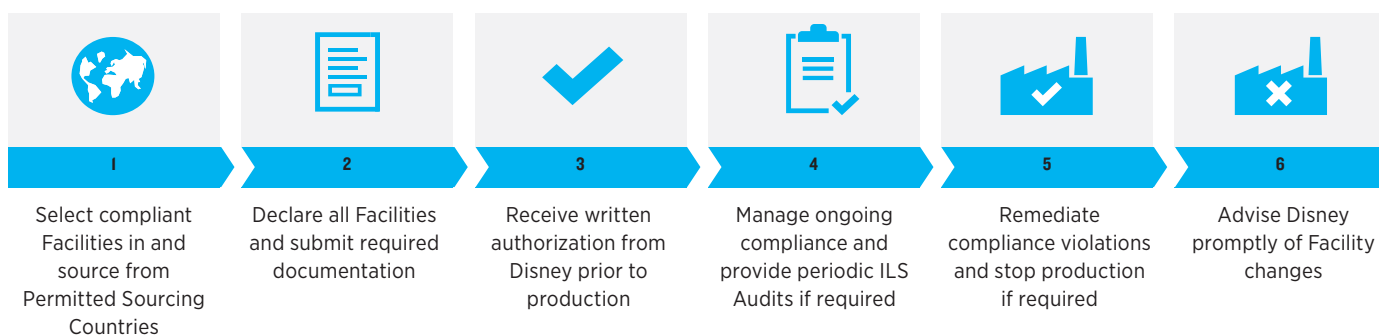 1
Select compliant
Facilities in and
source from
Permitted Sourcing
Countries
2
Declare all Facilities
and submit required
documentation
3
Receive written
authorization from
Disney prior to
production
4
Manage ongoing
compliance and
provide periodic ILS
Audits if required
5
Remediate
compliance violations
and stop production
if required
6
Advise Disney
promptly of Facility
changes